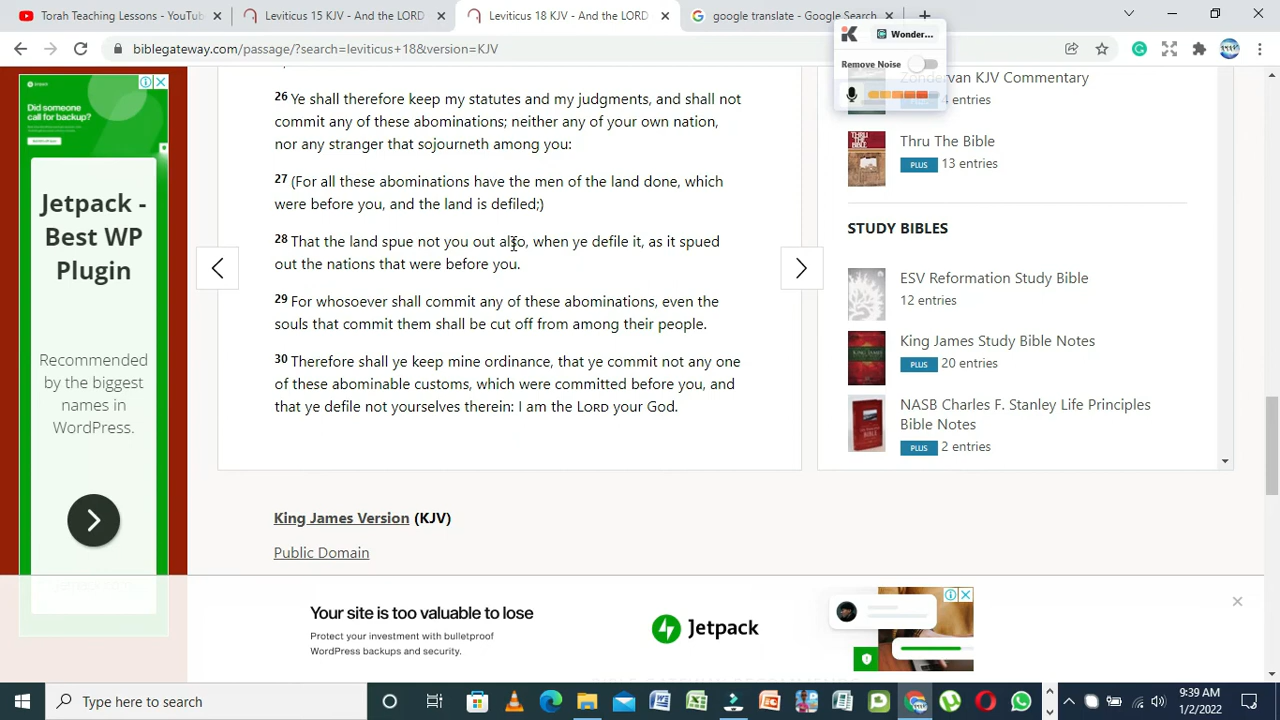 103 Torah Teaching Lessons - YouTu
Leviticus 10 KJV - And the LORD
Leviticus 18 KJV - And the LORD
google translate - Google Search
biblegateway.com/passage/?search=leviticus+18&version=KJV
Wonder...
Remove Noise
Did someone
call for backup?
Jetpack -
Best WP
Plugin
Recommended
by the biggest
names in
WordPress.
26 Ye shall therefore keep my statutes and my judgments, and shall not
commit any of these abominations; neither any of your own nation,
nor any stranger that sojourneth among you:
27 (For all these abominations have the men of the land done, which
were before you, and the land is defiled;)
28 That the land spue not you out also, when ye defile it, as it spued
out the nations that were before you.
29 For whosoever shall commit any of these abominations, even the
souls that commit them shall be cut off from among their people.
30 Therefore shall ye keep mine ordinance, that ye commit not any one
of these abominable customs, which were committed before you, and
that ye defile not yourselves therein: I am the LORD your God.
King James Version (KJV)
Public Domain
Zondervan KJV Commentary
4 entries
Thru The Bible
PLUS 13 entries
STUDY BIBLES
ESV Reformation Study Bible
12 entries
King James Study Bible Notes
PLUS 20 entries
NASB Charles F. Stanley Life Principles
Bible Notes
PLUS 2 entries
Your site is too valuable to lose
Protect your investment with bulletproof
WordPress backups and security.
Jetpack
Type here to search
1:39 AM
1/2/2022